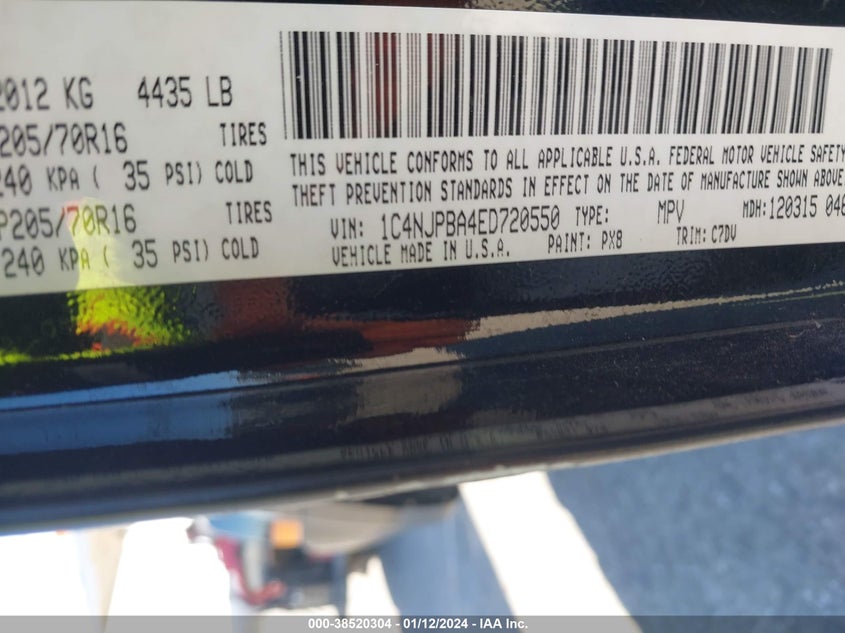 2012 KG 4435 LB
P205/70R16 TIRES
240 KPA ( 35 PSI) COLD
P205/70R16 TIRES
240 KPA ( 35 PSI) COLD
THIS VEHICLE CONFORMS TO ALL APPLICABLE U.S.A. FEDERAL MOTOR VEHICLE SAFETY
THEFT PREVENTION STANDARDS IN EFFECT ON THE DATE OF MANUFACTURE SHOWN ABOVE
VIN: 1C4NJPBA4ED720550 TYPE: MPV MDH: 120315 046
VEHICLE MADE IN U.S.A. PAINT: PX8 TRIM: C7DV
000-38520304 - 01/12/2024 - IAA Inc.